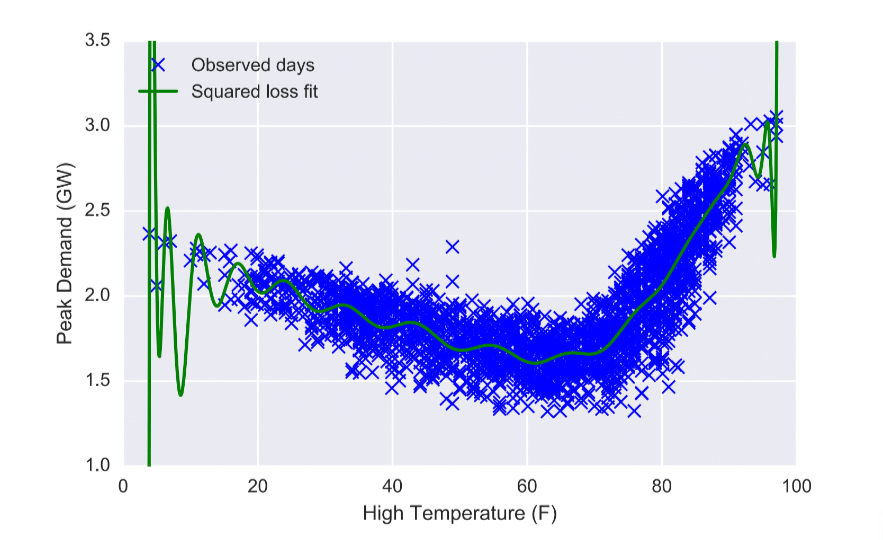 3.5
Observed days
Squared loss fit
3.0
2.5
Peak Demand (GW)
2.0
1.5
1.0
0 20 40 60 80 100
High Temperature (F)